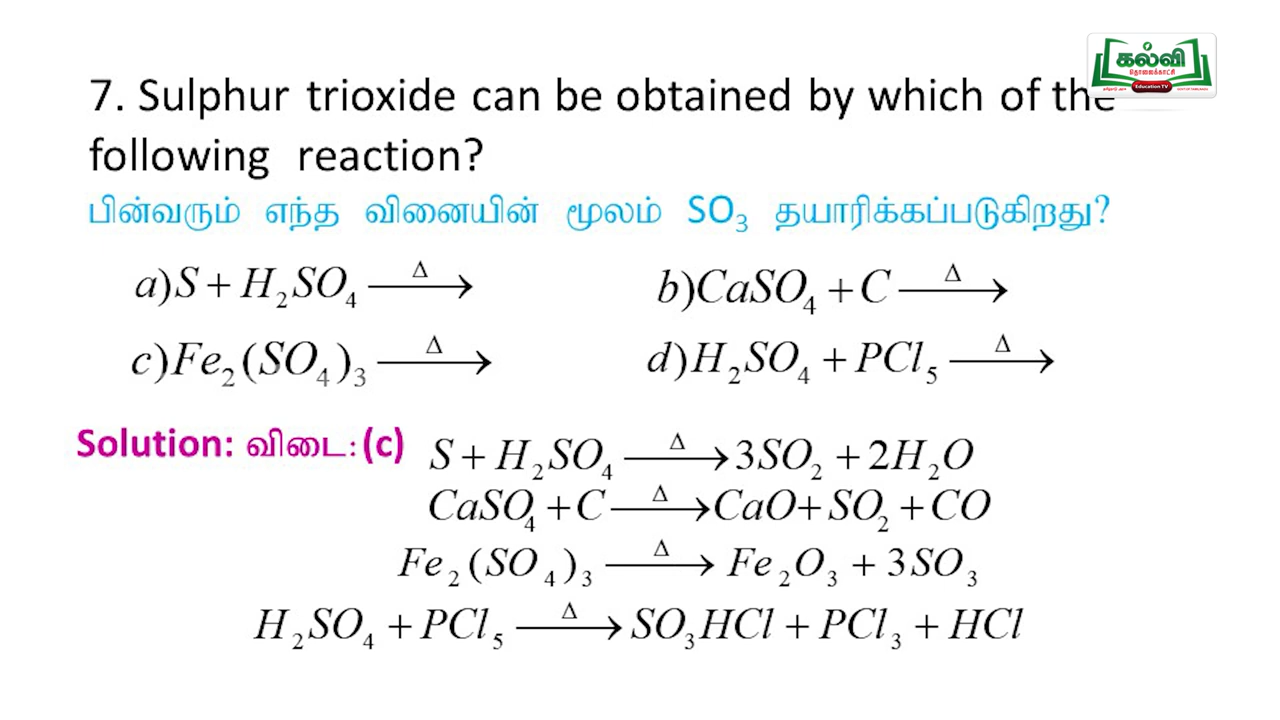 கல்வி
தொலைக்காட்சி
Education TV
7. Sulphur trioxide can be obtained by which of the
following reaction?
பின்வரும் எந்த வினையின் மூலம் SO₃ தயாரிக்கப்படுகிறது?
a)S + H₂SO₄ —Δ→ b)CaSO₄ + C —Δ→
c)Fe₂(SO₄)₃ —Δ→ d)H₂SO₄ + PCl₅ —Δ→
Solution: விடை: (c) S + H₂SO₄ —Δ→ 3SO₂ + 2H₂O
CaSO₄ + C —Δ→ CaO+ SO₂ + CO
Fe₂(SO₄)₃ —Δ→ Fe₂O₃ + 3SO₃
H₂SO₄ + PCl₅ —Δ→ SO₃HCl + PCl₃ + HCl